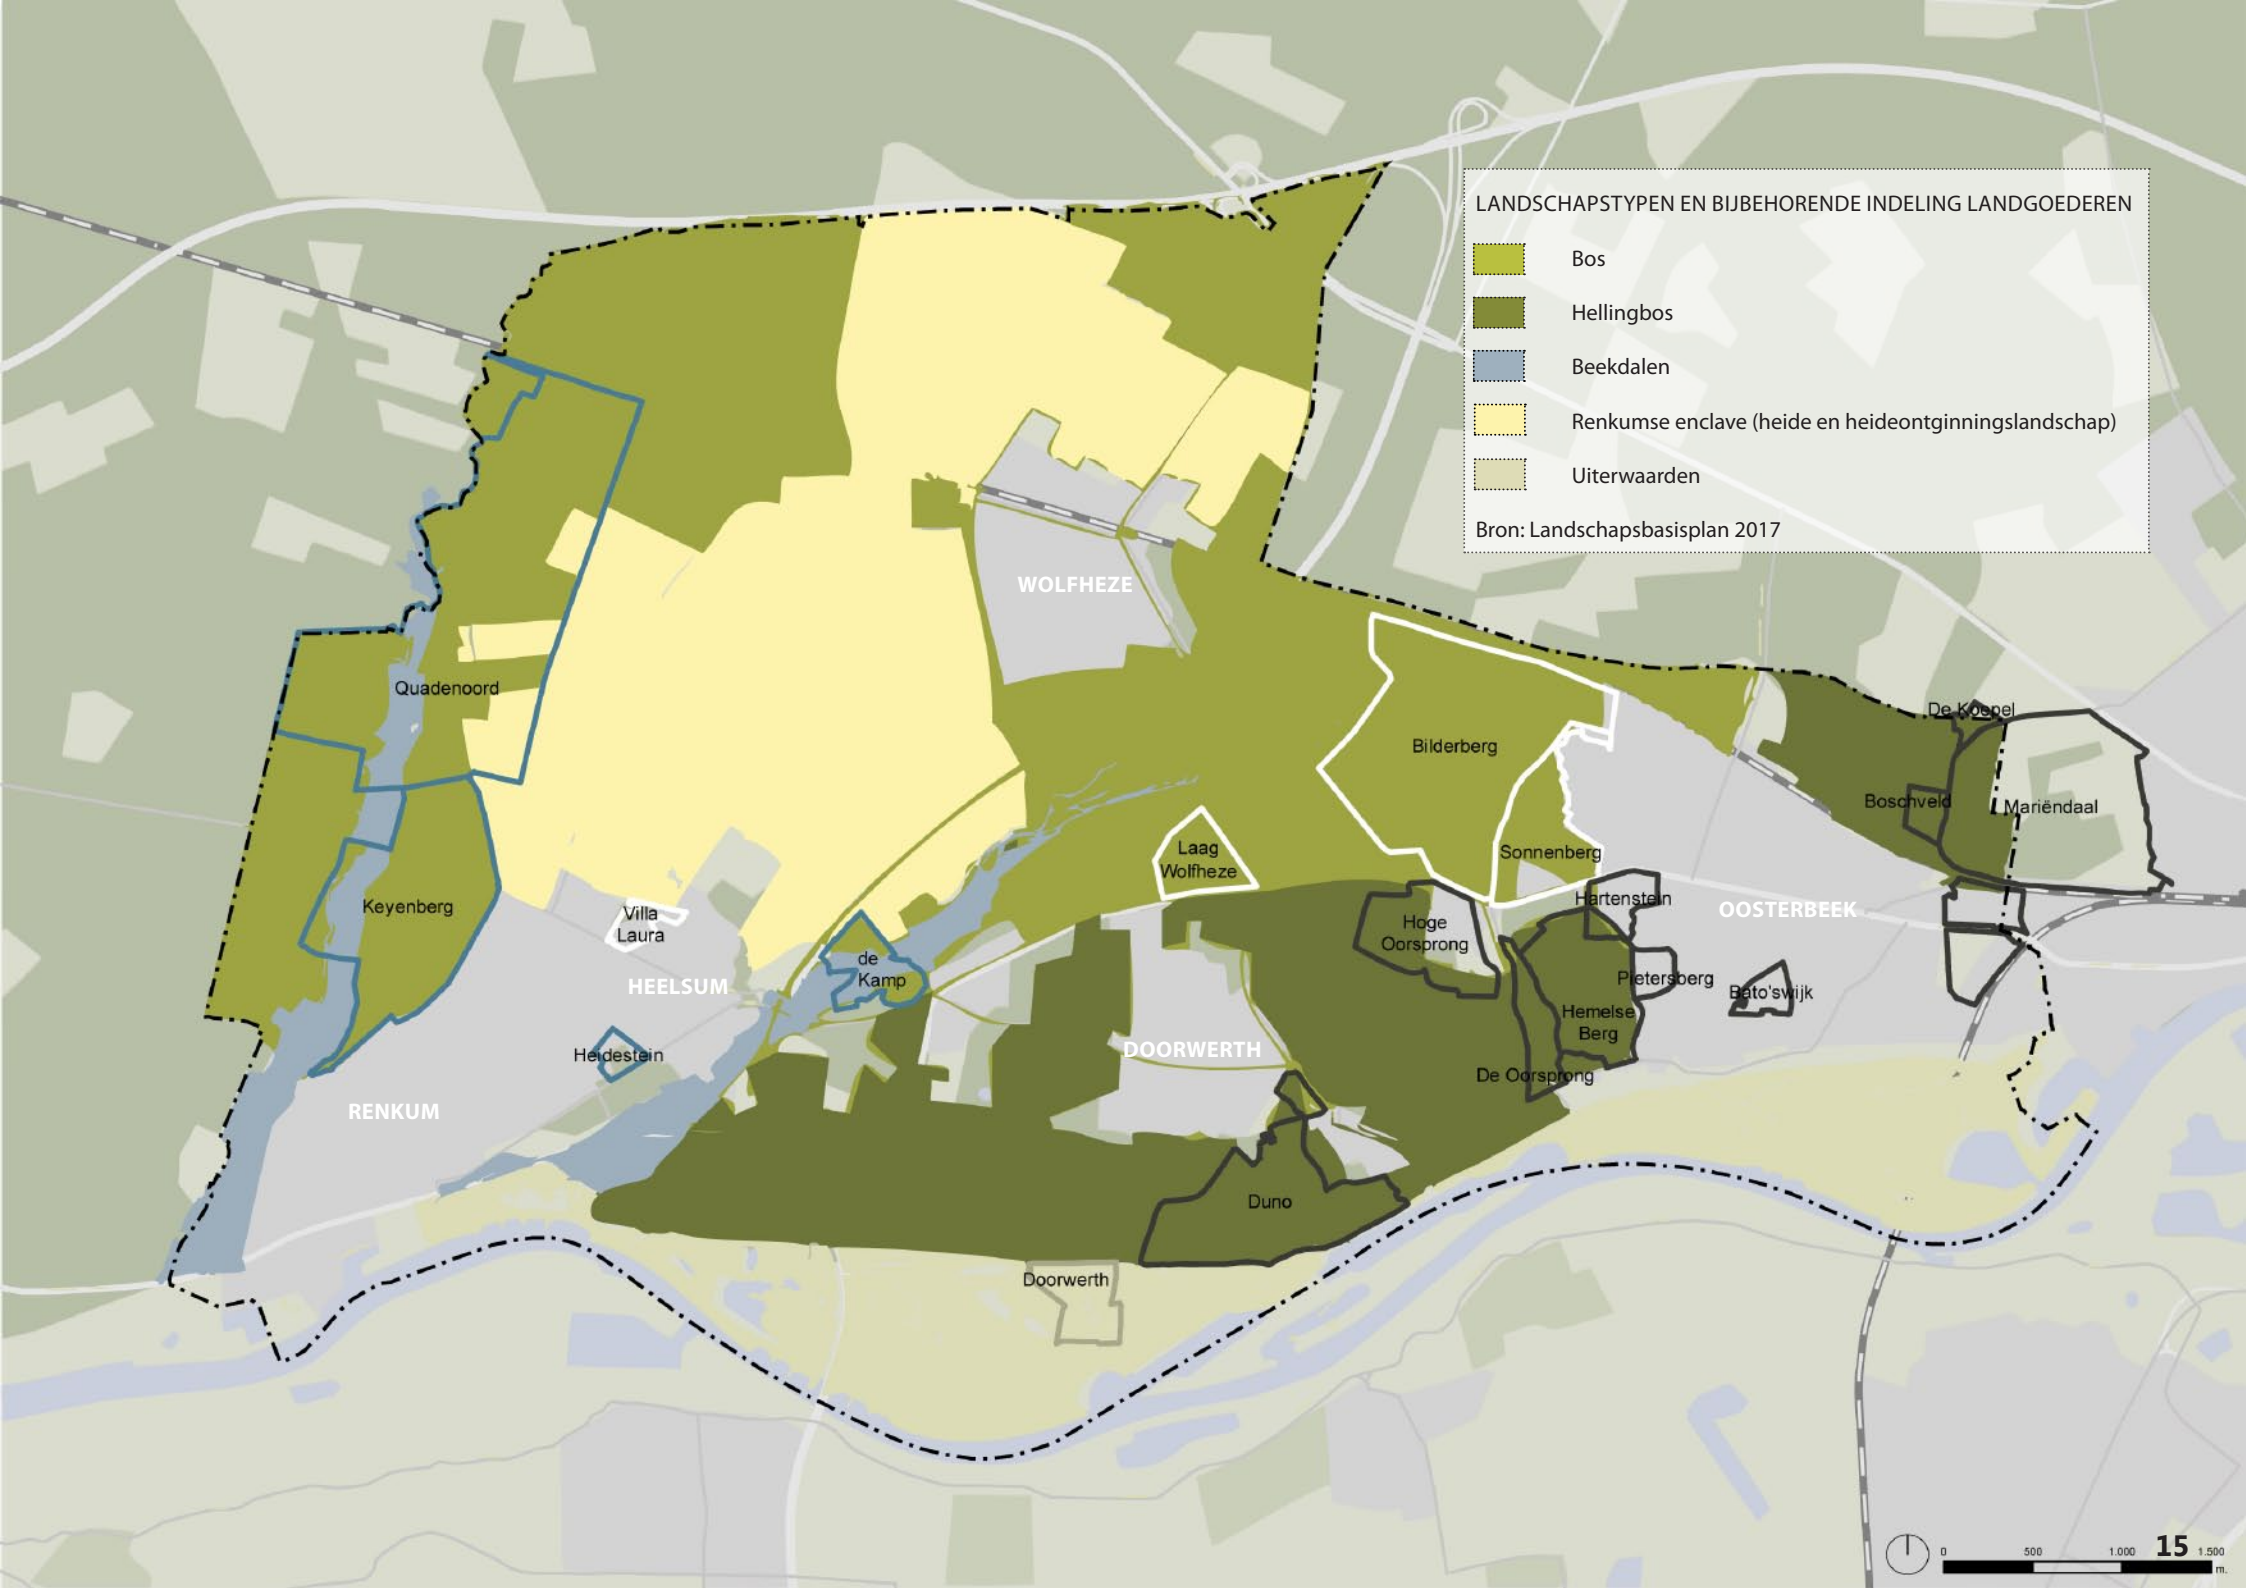 LANDSCHAPSTYPEN EN BIJBEHORENDE INDELING LANDGOEDEREN
Bos
Hellingbos
Beekdalen
Renkumse enclave (heide en heideontginningslandschap)
Uiterwaarden
Bron: Landschapsbasisplan 2017
WOLFHEZE
Quadenoord
De Koepel
Bilderberg
Boschveld
Mariëndaal
Laag
Wolfheze
Sonnenberg
Keyenberg
Villa
Laura
Hartenstein
OOSTERBEEK
Hoge
Oorsprong
de
Kamp
HEELSUM
Pietersberg
Bato'swijk
Hemelse
Berg
DOORWERTH
Heidestein
De Oorsprong
RENKUM
Duno
Doorwerth
0 500 1.000 1.500
m.
15